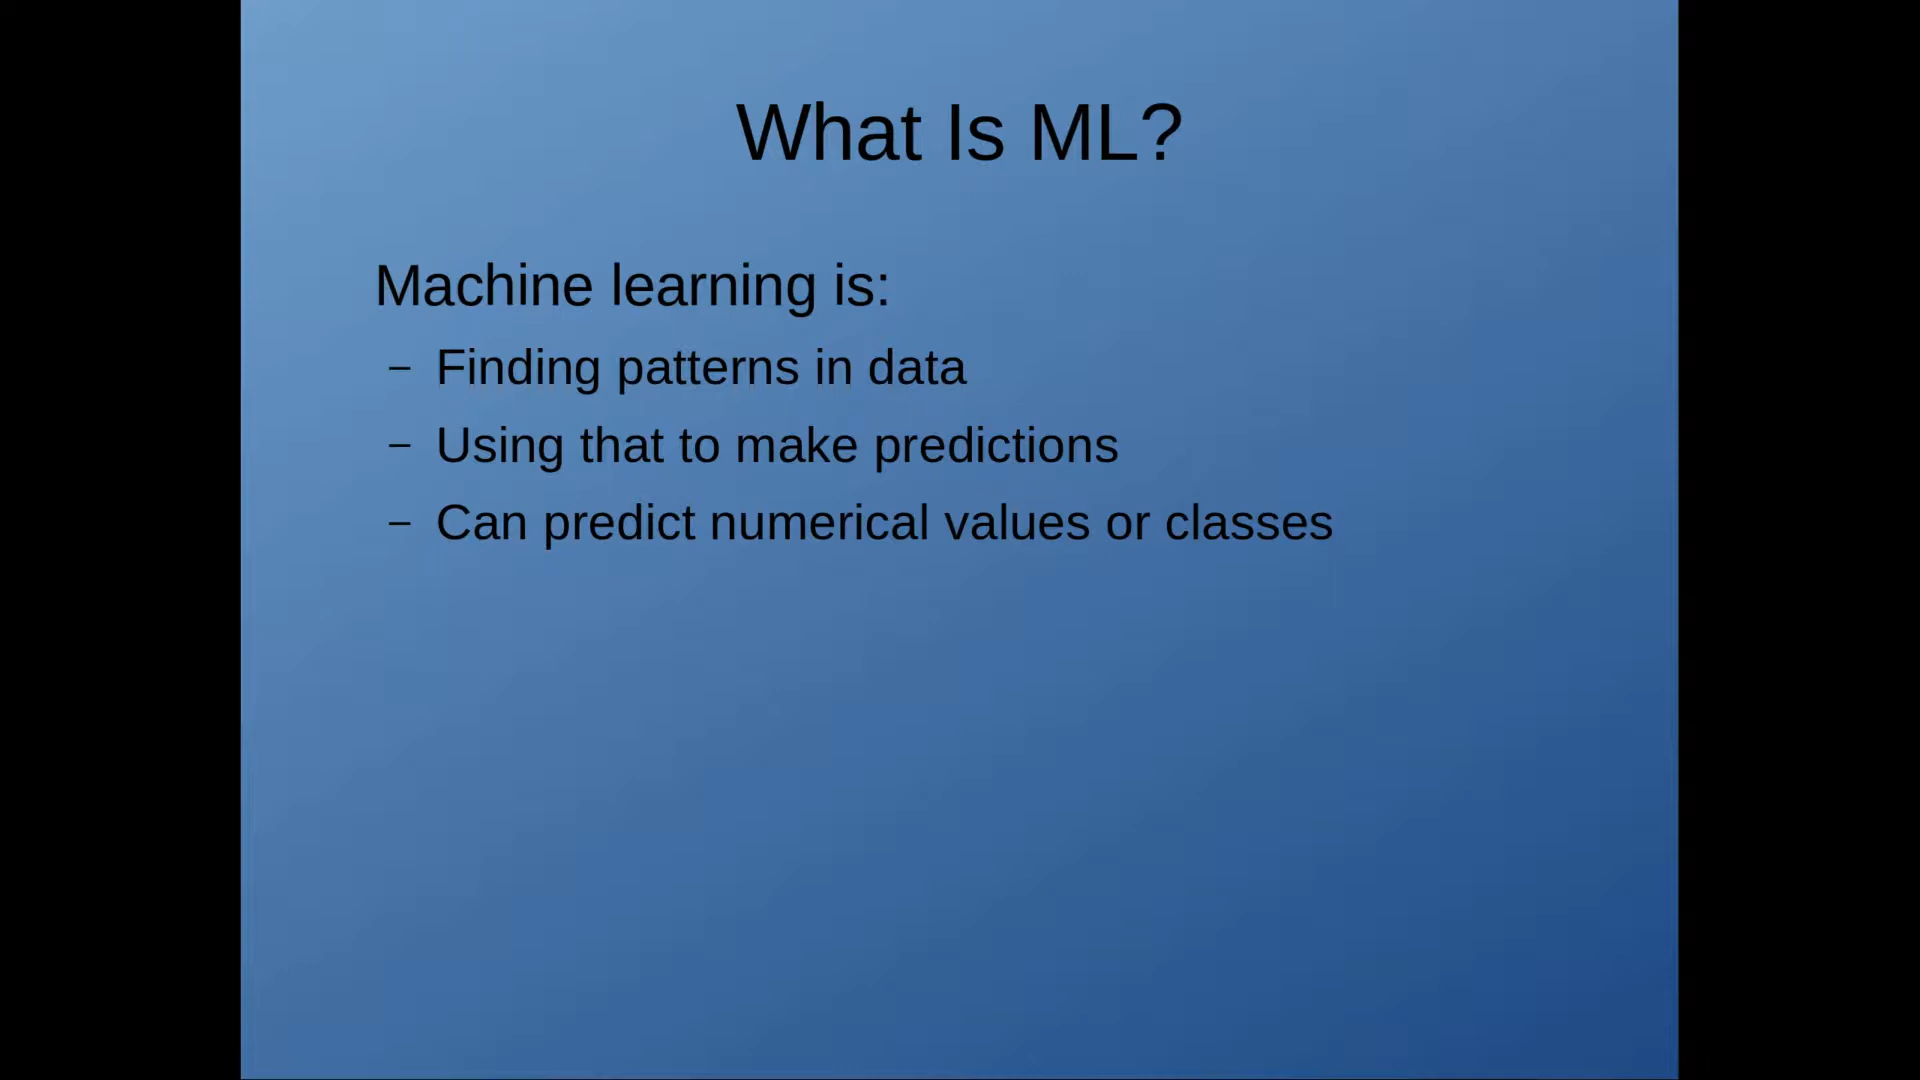 What Is ML?
Machine learning is:
– Finding patterns in data
– Using that to make predictions
– Can predict numerical values or classes